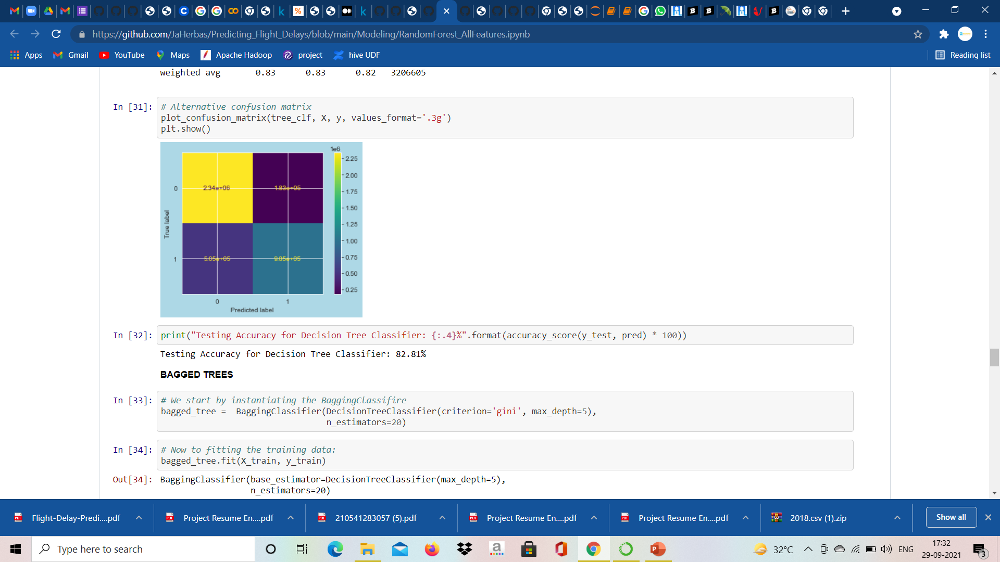 https://github.com/JaHerbas/Predicting_Flight_Delays/blob/main/Modeling/RandomForest_AllFeatures.ipynb
Apps Gmail YouTube Maps Apache Hadoop project hive UDF Reading list
weighted avg 0.83 0.83 0.82 3206605
In [31]: # Alternative confusion matrix
plot_confusion_matrix(tree_clf, X, y, values_format='.3g')
plt.show()
1e6
2.25
2.00
1.75
1.50
1.25
1.00
0.75
0.50
0.25
True label
0 2.34e+06 1.83e+05
1 5.05e+05 9.85e+05
0 1
Predicted label
In [32]: print("Testing Accuracy for Decision Tree Classifier: {:.4}%".format(accuracy_score(y_test, pred) * 100))
Testing Accuracy for Decision Tree Classifier: 82.81%
BAGGED TREES
In [33]: # We start by instantiating the BaggingClassifire
bagged_tree = BaggingClassifier(DecisionTreeClassifier(criterion='gini', max_depth=5),
n_estimators=20)
In [34]: # Now to fitting the training data:
bagged_tree.fit(X_train, y_train)
Out[34]: BaggingClassifier(base_estimator=DecisionTreeClassifier(max_depth=5),
n_estimators=20)
Flight-Delay-Predi....pdf Project Resume En....pdf 210541283057 (5).pdf Project Resume En....pdf Project Resume En....pdf 2018.csv (1).zip Show all
Type here to search 32°C ENG 17:32
29-09-2021 3